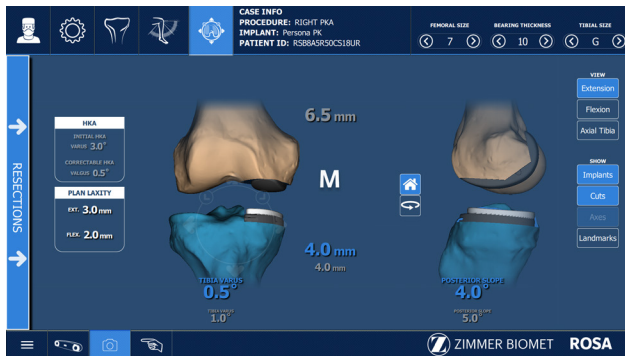 CASE INFO
PROCEDURE: RIGHT PKA
IMPLANT: Persona PK
PATIENT ID: RSB8A5R50CS18UR
FEMORAL SIZE
7
BEARING THICKNESS
10
TIBIAL SIZE
G
RESECTIONS
HKA
INITIAL HKA
VARUS 3.0°
CORRECTABLE HKA
VALGUS 0.5°
PLAN LAXITY
EXT. 3.0 mm
FLEX. 2.0 mm
6.5 mm
M
4.0 mm
4.0 mm
TIBIA VARUS
0.5°
TIBIA VARUS
1.0°
POSTERIOR SLOPE
4.0°
POSTERIOR SLOPE
5.0°
VIEW
Extension
Flexion
Axial Tibia
SHOW
Implants
Cuts
Axes
Landmarks
ZIMMER BIOMET
ROSA